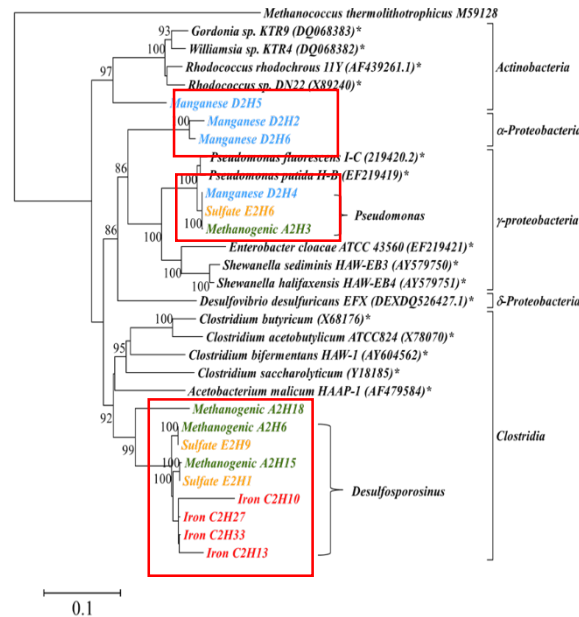 Methanococcus thermolithotrophicus M59128
93
Gordonia sp. KTR9 (DQ068383)*
100
Williamsia sp. KTR4 (DQ068382)*
Rhodococcus rhodochrous 11Y (AF439261.1)*
Actinobacteria
97
Rhodococcus sp. DN22 (X89240)*
Manganese D2H5
00
Manganese D2H2
α-Proteobacteria
Manganese D2H6
86
Pseudomonas fluorescens I-C (219420.2)*
Pseudomonas putida H-B (EF219419)*
100
Manganese D2H4
Sulfate E2H6
Pseudomonas
γ-proteobacteria
100
Methanogenic A2H3
86
100
Enterobacter cloacae ATCC 43560 (EF219421)*
Shewanella sediminis HAW-EB3 (AY579750)*
100
100
Shewanella halifaxensis HAW-EB4 (AY579751)*
Desulfovibrio desulfuricans EFX (DEXDQ526427.1)*
δ-Proteobacteria
100
Clostridium butyricum (X68176)*
Clostridium acetobutylicum ATCC824 (X78070)*
95
Clostridium bifermentans HAW-1 (AY604562)*
Clostridium saccharolyticum (Y18185)*
Acetobacterium malicum HAAP-1 (AF479584)*
92
Methanogenic A2H18
100
Methanogenic A2H6
Clostridia
99
Sulfate E2H9
100
Methanogenic A2H15
100
Sulfate E2H1
Desulfosporosinus
Iron C2H10
Iron C2H27
Iron C2H33
Iron C2H13
0.1